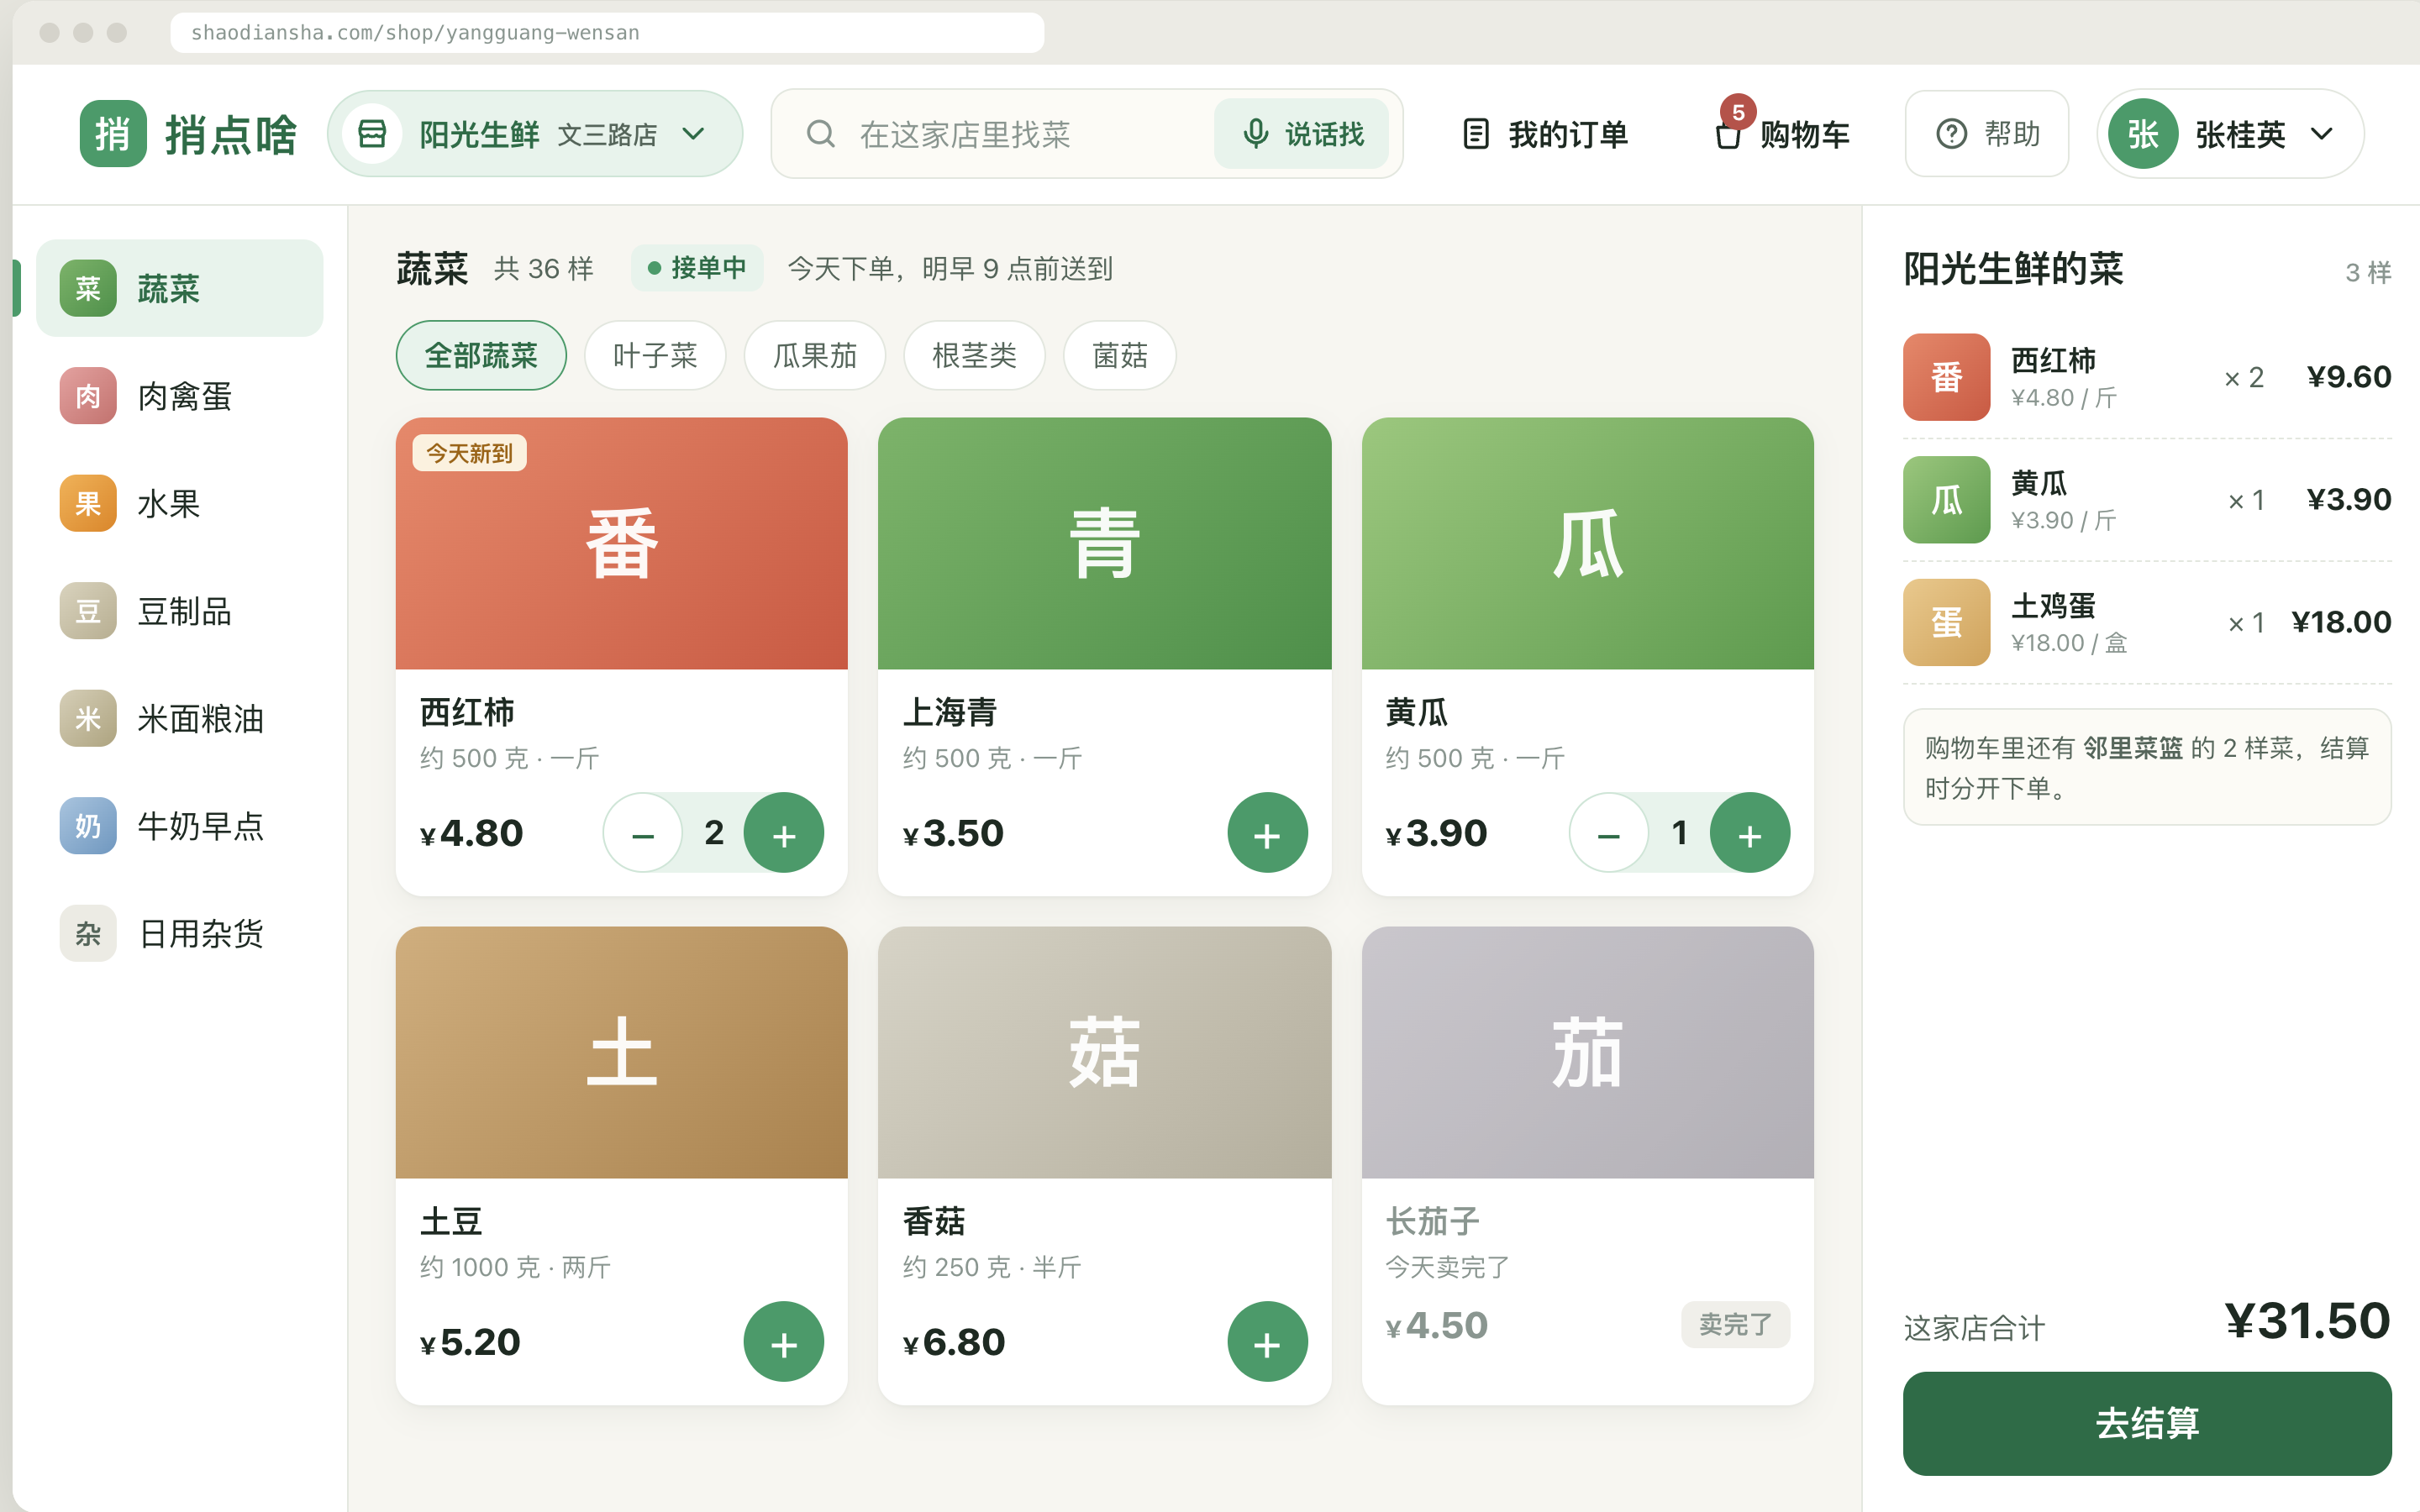 shaodiansha.com/shop/yangguang-wensan
捎 捎点啥
阳光生鲜 文三路店
在这家店里找菜
说话找
我的订单
5
购物车
帮助
张 张桂英
菜 蔬菜
肉 肉禽蛋
果 水果
豆 豆制品
米 米面粮油
奶 牛奶早点
杂 日用杂货
蔬菜 共 36 样 接单中 今天下单，明早 9 点前送到
全部蔬菜 叶子菜 瓜果茄 根茎类 菌菇
今天新到
番
西红柿
约 500 克 · 一斤
¥4.80 − 2 +
青
上海青
约 500 克 · 一斤
¥3.50 +
瓜
黄瓜
约 500 克 · 一斤
¥3.90 − 1 +
土
土豆
约 1000 克 · 两斤
¥5.20 +
菇
香菇
约 250 克 · 半斤
¥6.80 +
茄
长茄子
今天卖完了
¥4.50 卖完了
阳光生鲜的菜 3 样
番
西红柿
¥4.80 / 斤
× 2 ¥9.60
瓜
黄瓜
¥3.90 / 斤
× 1 ¥3.90
蛋
土鸡蛋
¥18.00 / 盒
× 1 ¥18.00
购物车里还有 邻里菜篮 的 2 样菜，结算
时分开下单。
这家店合计 ¥31.50
去结算